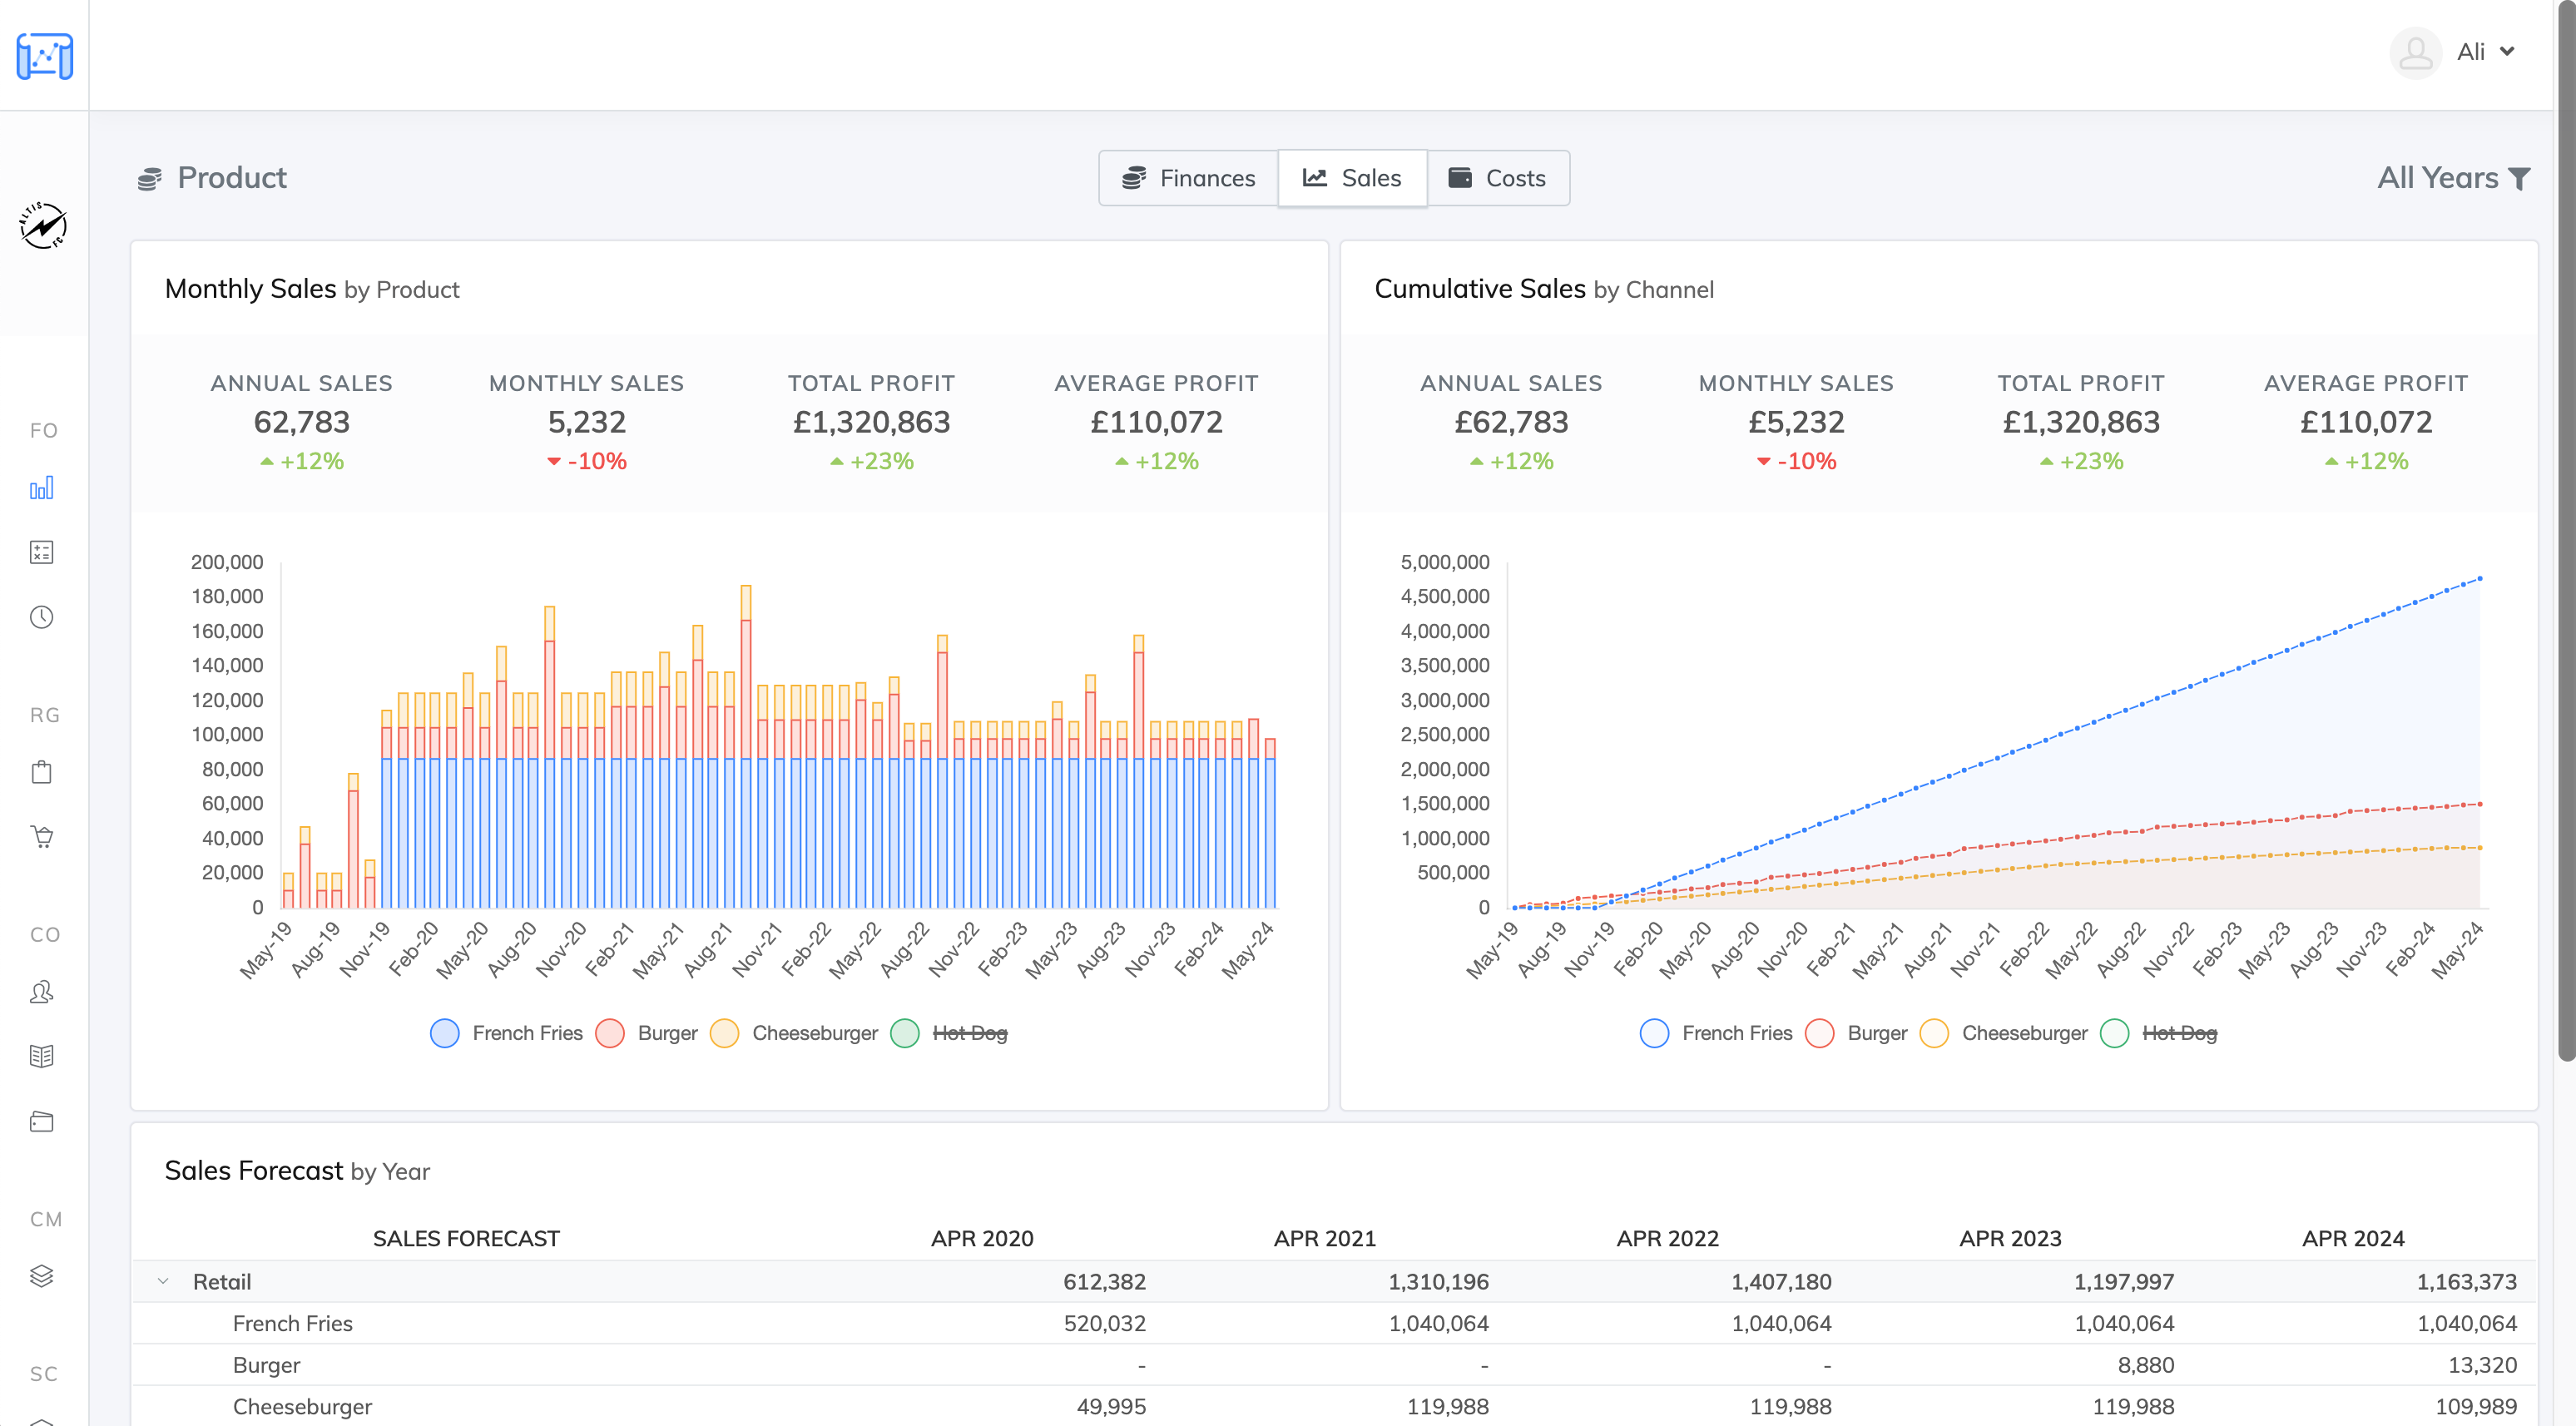 Ali
ALTIS FC
Product
Finances
Sales
Costs
All Years
FO
RG
CO
CM
SC
Monthly Sales by Product
ANNUAL SALES MONTHLY SALES TOTAL PROFIT AVERAGE PROFIT
62,783 5,232 £1,320,863 £110,072
+12% -10% +23% +12%
200,000
180,000
160,000
140,000
120,000
100,000
80,000
60,000
40,000
20,000
0
May-19 Aug-19 Nov-19 Feb-20 May-20 Aug-20 Nov-20 Feb-21 May-21 Aug-21 Nov-21 Feb-22 May-22 Aug-22 Nov-22 Feb-23 May-23 Aug-23 Nov-23 Feb-24 May-24
French Fries Burger Cheeseburger Hot Dog
Cumulative Sales by Channel
ANNUAL SALES MONTHLY SALES TOTAL PROFIT AVERAGE PROFIT
£62,783 £5,232 £1,320,863 £110,072
+12% -10% +23% +12%
5,000,000
4,500,000
4,000,000
3,500,000
3,000,000
2,500,000
2,000,000
1,500,000
1,000,000
500,000
0
May-19 Aug-19 Nov-19 Feb-20 May-20 Aug-20 Nov-20 Feb-21 May-21 Aug-21 Nov-21 Feb-22 May-22 Aug-22 Nov-22 Feb-23 May-23 Aug-23 Nov-23 Feb-24 May-24
French Fries Burger Cheeseburger Hot Dog
Sales Forecast by Year
SALES FORECAST APR 2020 APR 2021 APR 2022 APR 2023 APR 2024
Retail 612,382 1,310,196 1,407,180 1,197,997 1,163,373
French Fries 520,032 1,040,064 1,040,064 1,040,064 1,040,064
Burger - - - 8,880 13,320
Cheeseburger 49,995 119,988 119,988 119,988 109,989